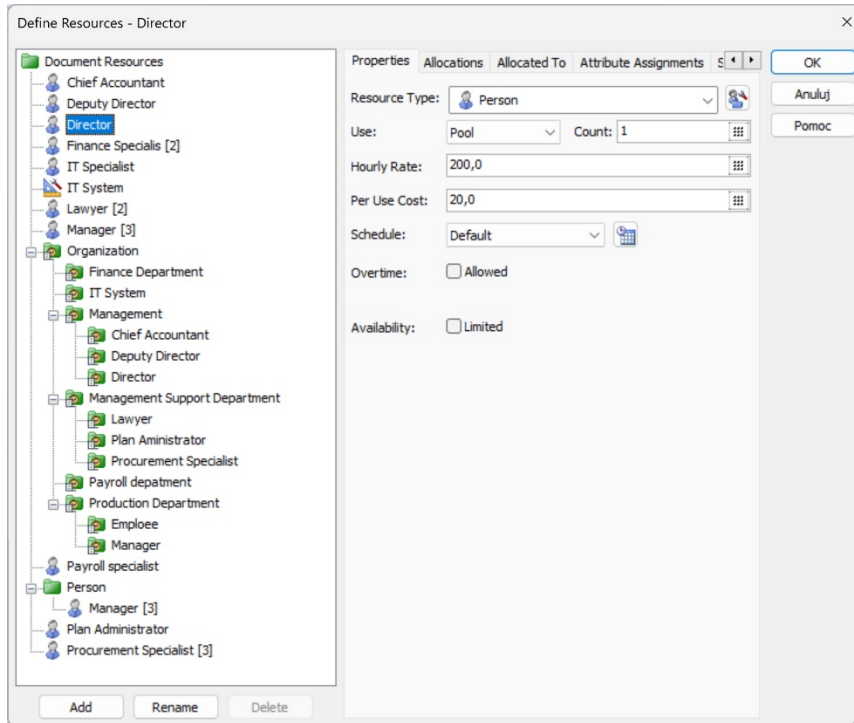 Define Resources - Director
Document Resources
Chief Accountant
Deputy Director
Director
Finance Specialis [2]
IT Specialist
IT System
Lawyer [2]
Manager [3]
Organization
Finance Department
IT System
Management
Chief Accountant
Deputy Director
Director
Management Support Department
Lawyer
Plan Aministrator
Procurement Specialist
Payroll depatment
Production Department
Emploee
Manager
Payroll specialist
Person
Manager [3]
Plan Administrator
Procurement Specialist [3]
Add Rename Delete
Properties Allocations Allocated To Attribute Assignments S
Resource Type: Person
Use: Pool Count: 1
Hourly Rate: 200,0
Per Use Cost: 20,0
Schedule: Default
Overtime: Allowed
Availability: Limited
OK
Anuluj
Pomoc